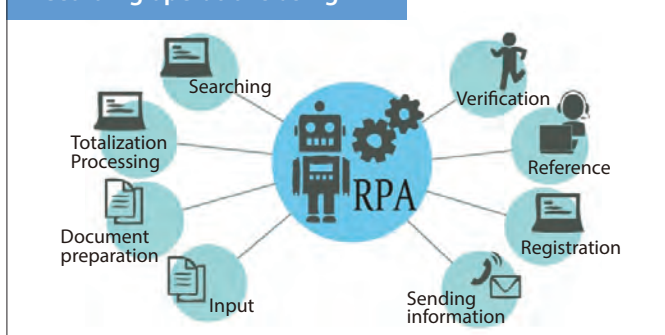 Searching
Verification
Totalization
Processing
Reference
RPA
Document
preparation
Registration
Input
Sending
information